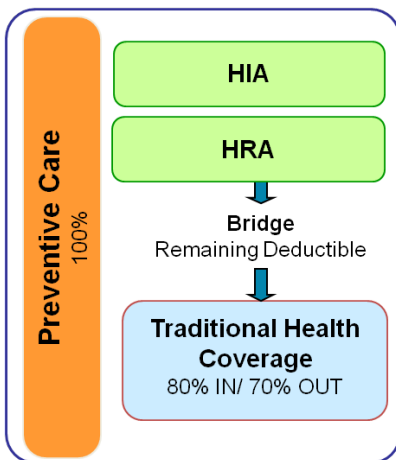 Preventive Care
100%
HIA
HRA
Bridge
Remaining Deductible
Traditional Health
Coverage
80% IN/ 70% OUT